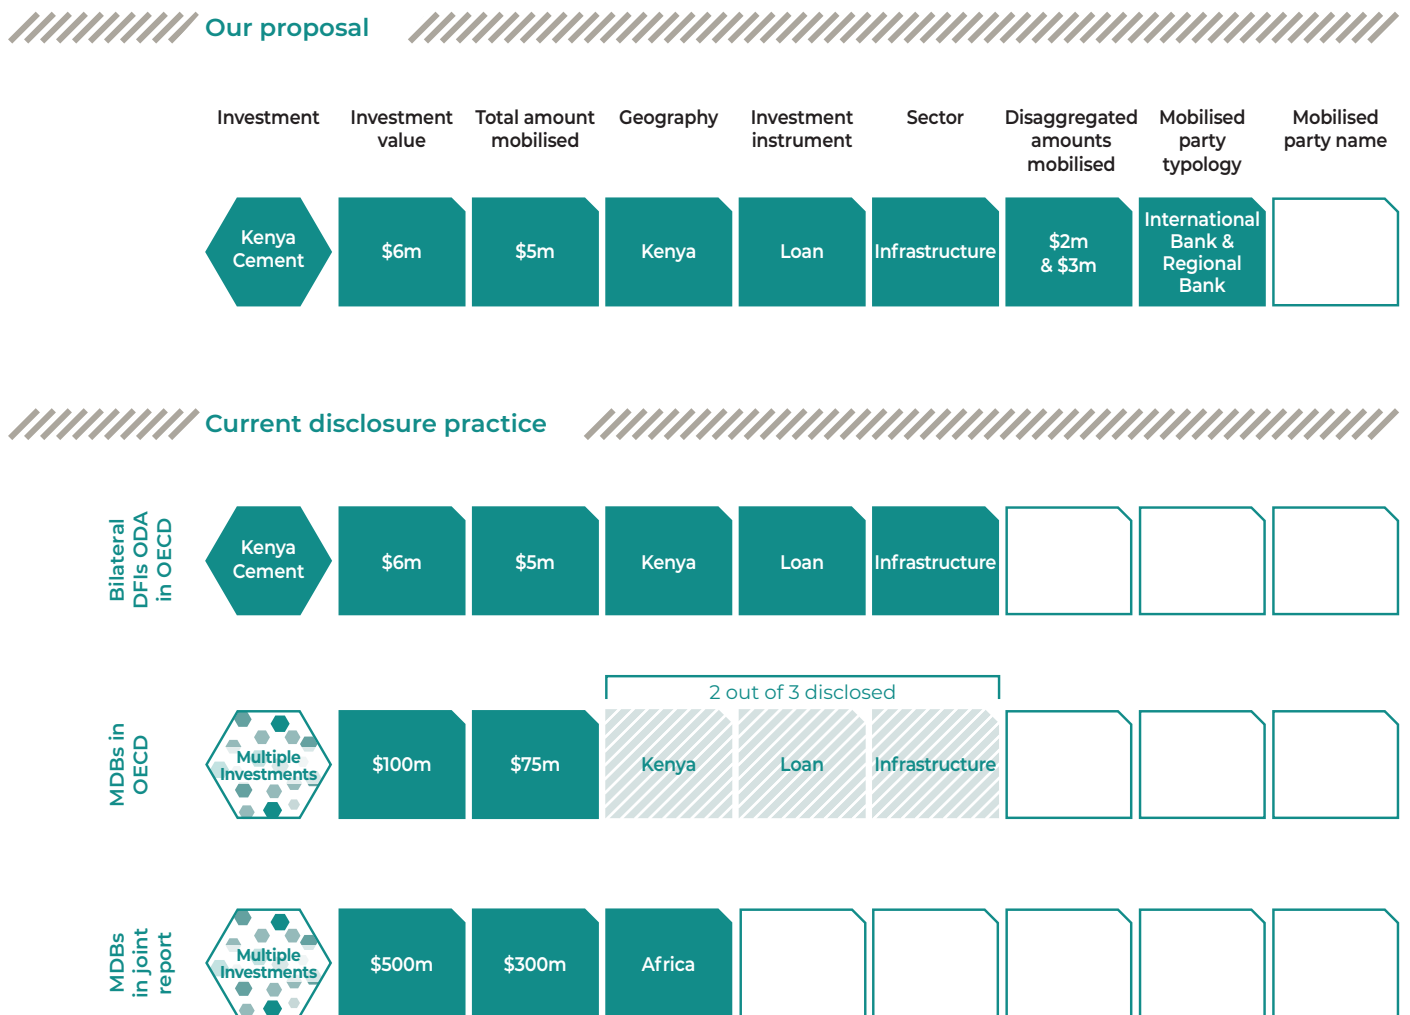 Our proposal
Investment
Investment
value
Total amount
mobilised
Geography
Investment
instrument
Sector
Disaggregated
amounts
mobilised
Mobilised
party
typology
Mobilised
party name
Kenya
Cement
$6m
$5m
Kenya
Loan
Infrastructure
$2m
& $3m
International
Bank &
Regional
Bank
Current disclosure practice
Bilateral
DFIs ODA
in OECD
Kenya
Cement
$6m
$5m
Kenya
Loan
Infrastructure
2 out of 3 disclosed
MDBs in
OECD
Multiple
Investments
$100m
$75m
Kenya
Loan
Infrastructure
MDBs
in joint
report
Multiple
Investments
$500m
$300m
Africa